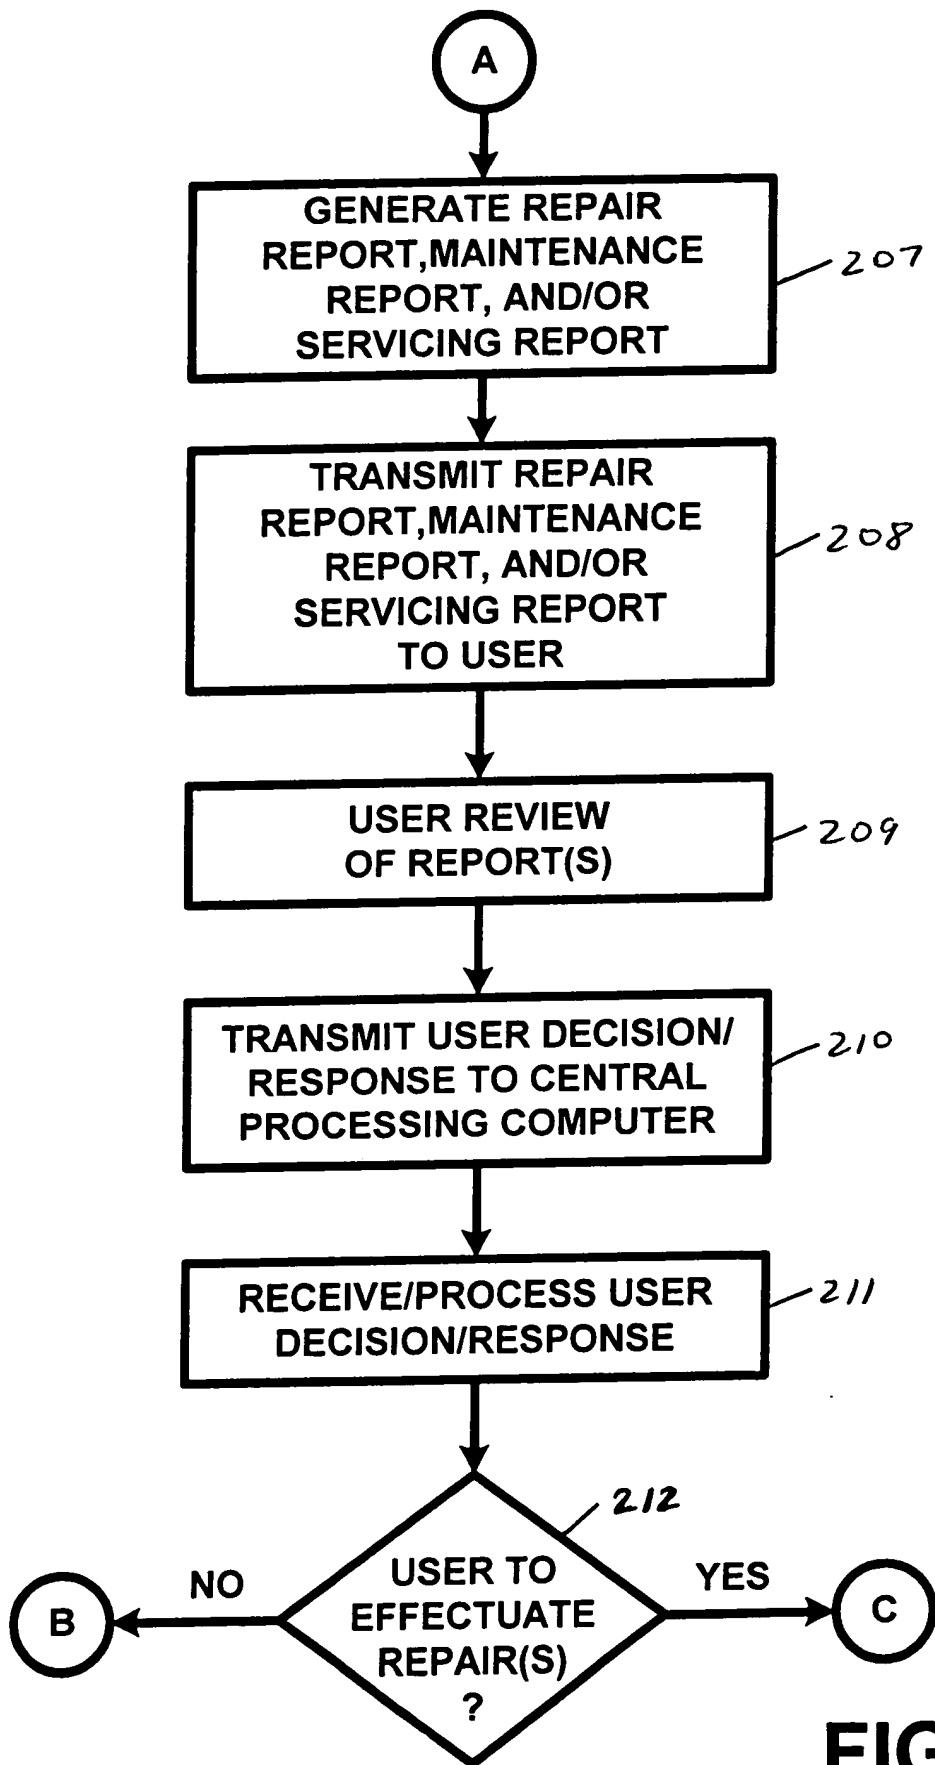 A
GENERATE REPAIR
REPORT,MAINTENANCE
REPORT, AND/OR
SERVICING REPORT
207
TRANSMIT REPAIR
REPORT,MAINTENANCE
REPORT, AND/OR
SERVICING REPORT
TO USER
208
USER REVIEW
OF REPORT(S)
209
TRANSMIT USER DECISION/
RESPONSE TO CENTRAL
PROCESSING COMPUTER
210
RECEIVE/PROCESS USER
DECISION/RESPONSE
211
212
B
NO
USER TO
EFFECTUATE
REPAIR(S)
?
YES
C
FIG